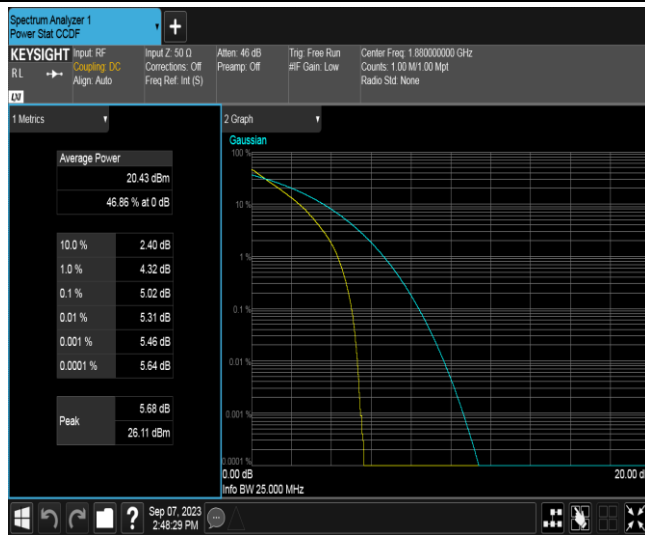 Spectrum Analyzer 1
Power Stat CCDF
+
KEYSIGHT
RL
LXI
Input: RF
Coupling: DC
Align: Auto
Input Z: 50 Ω
Corrections: Off
Freq Ref: Int (S)
Atten: 46 dB
Preamp: Off
Trig: Free Run
#IF Gain: Low
Center Freq: 1.880000000 GHz
Counts: 1.00 M/1.00 Mpt
Radio Std: None
1 Metrics
Average Power
20.43 dBm
46.86 % at 0 dB
10.0 % 2.40 dB
1.0 % 4.32 dB
0.1 % 5.02 dB
0.01 % 5.31 dB
0.001 % 5.46 dB
0.0001 % 5.64 dB
Peak
5.68 dB
26.11 dBm
2 Graph
Gaussian
100 %
10 %
1 %
0.1 %
0.01 %
0.001 %
0.0001 %
0.00 dB
20.00 d
Info BW 25.000 MHz
?
Sep 07, 2023
2:48:29 PM